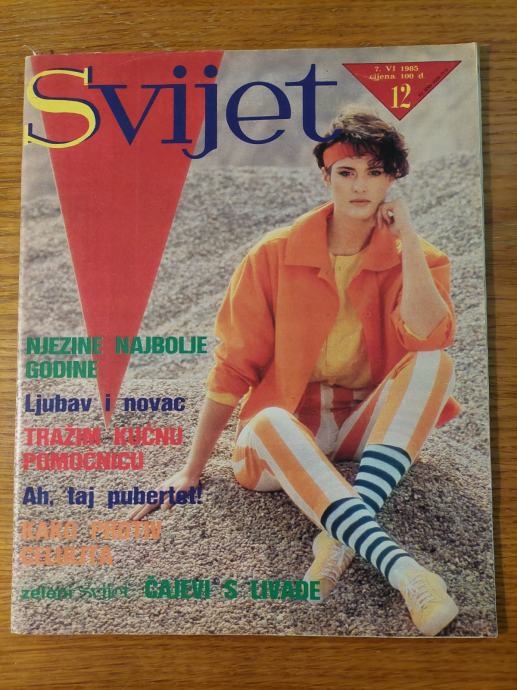 Svijet
7. VI 1985
cijena 100 d.
12
NJEZINE NAJBOLJE
GODINE
Ljubav i novac
TRAŽIM KUĆNU
POMOĆNICU
Ah, taj pubertet!
KAKO PROTIV
CELULITA
zeleni Svijet ČAJEVI S LIVADE